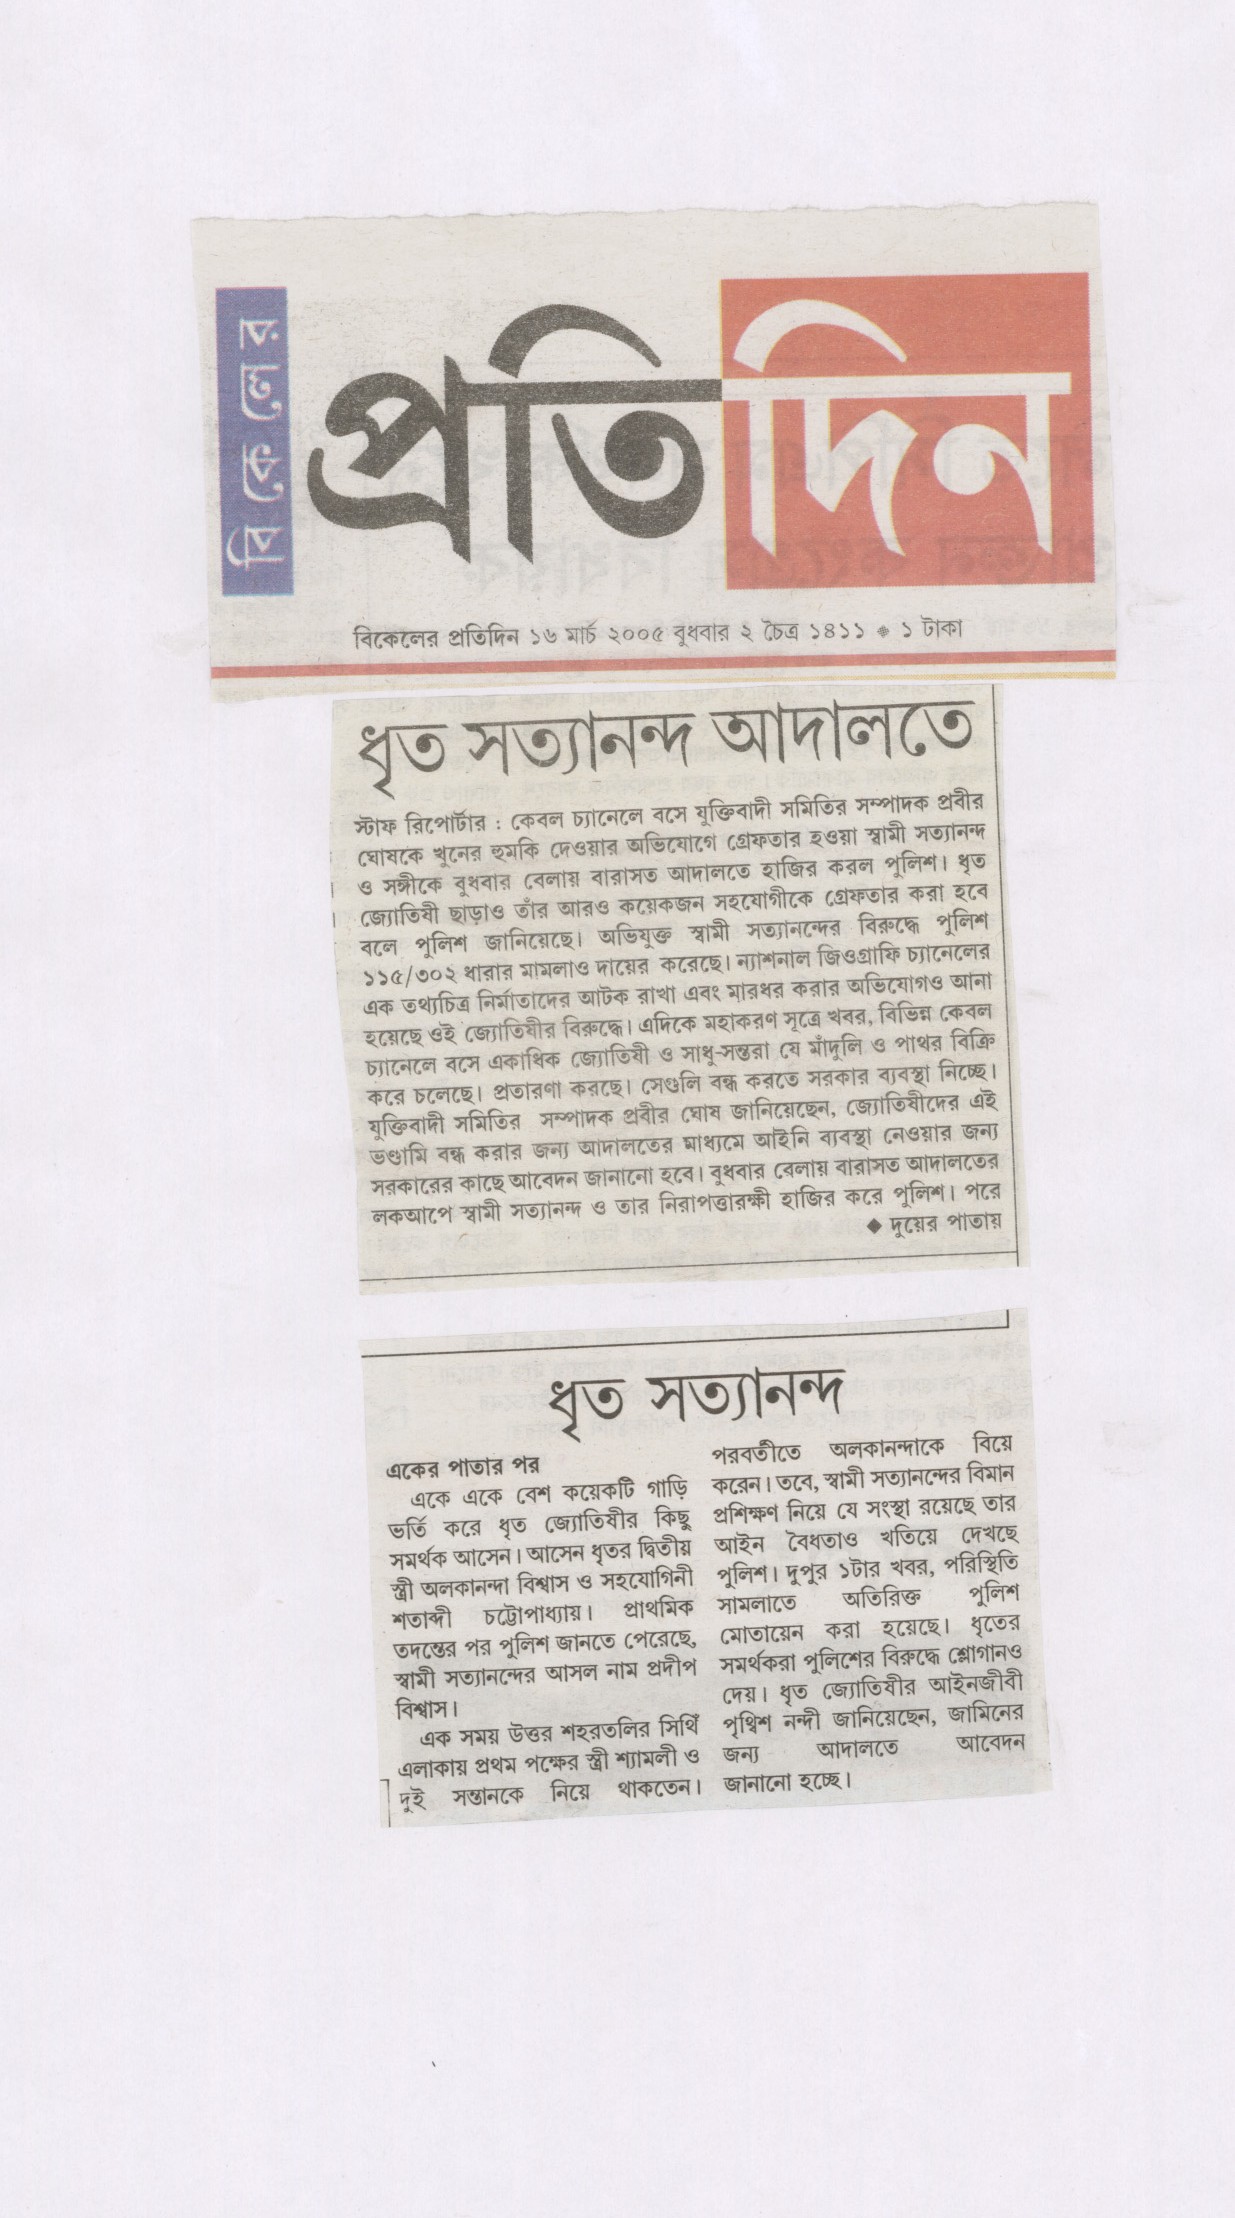 বিকেলের
প্রতিদিন
বিকেলের প্রতিদিন ১৬ মার্চ ২০০৫ বুধবার ২ চৈত্র ১৪১১ ◈ ১ টাকা
ধৃত সত্যানন্দ আদালতে
স্টাফ রিপোর্টার : কেবল চ্যানেলে বসে যুক্তিবাদী সমিতির সম্পাদক প্রবীর
ঘোষকে খুনের হুমকি দেওয়ার অভিযোগে গ্রেফতার হওয়া স্বামী সত্যানন্দ
ও সঙ্গীকে বুধবার বেলায় বারাসত আদালতে হাজির করল পুলিশ। ধৃত
জ্যোতিষী ছাড়াও তাঁর আরও কয়েকজন সহযোগীকে গ্রেফতার করা হবে
বলে পুলিশ জানিয়েছে। অভিযুক্ত স্বামী সত্যানন্দের বিরুদ্ধে পুলিশ
১১৫/৩০২ ধারার মামলাও দায়ের করেছে। ন্যাশনাল জিওগ্রাফি চ্যানেলের
এক তথ্যচিত্র নির্মাতাদের আটক রাখা এবং মারধর করার অভিযোগও আনা
হয়েছে ওই জ্যোতিষীর বিরুদ্ধে। এদিকে মহাকরণ সূত্রে খবর, বিভিন্ন কেবল
চ্যানেলে বসে একাধিক জ্যোতিষী ও সাধু-সন্তরা যে মাঁদুলি ও পাথর বিক্রি
করে চলেছে। প্রতারণা করছে। সেগুলি বন্ধ করতে সরকার ব্যবস্থা নিচ্ছে।
যুক্তিবাদী সমিতির সম্পাদক প্রবীর ঘোষ জানিয়েছেন, জ্যোতিষীদের এই
ভণ্ডামি বন্ধ করার জন্য আদালতের মাধ্যমে আইনি ব্যবস্থা নেওয়ার জন্য
সরকারের কাছে আবেদন জানানো হবে। বুধবার বেলায় বারাসত আদালতের
লকআপে স্বামী সত্যানন্দ ও তার নিরাপত্তারক্ষী হাজির করে পুলিশ। পরে
◆ দুয়ের পাতায়
ধৃত সত্যানন্দ
একের পাতার পর
একে একে বেশ কয়েকটি গাড়ি
ভর্তি করে ধৃত জ্যোতিষীর কিছু
সমর্থক আসেন। আসেন ধৃতর দ্বিতীয়
স্ত্রী অলকানন্দা বিশ্বাস ও সহযোগিনী
শতাব্দী চট্টোপাধ্যায়। প্রাথমিক
তদন্তের পর পুলিশ জানতে পেরেছে,
স্বামী সত্যানন্দের আসল নাম প্রদীপ
বিশ্বাস।
এক সময় উত্তর শহরতলির সিথিঁ
এলাকায় প্রথম পক্ষের স্ত্রী শ্যামলী ও
দুই সন্তানকে নিয়ে থাকতেন।
পরবর্তীতে অলকানন্দাকে বিয়ে
করেন। তবে, স্বামী সত্যানন্দের বিমান
প্রশিক্ষণ নিয়ে যে সংস্থা রয়েছে তার
আইন বৈধতাও খতিয়ে দেখছে
পুলিশ। দুপুর ১টার খবর, পরিস্থিতি
সামলাতে অতিরিক্ত পুলিশ
মোতায়েন করা হয়েছে। ধৃতের
সমর্থকরা পুলিশের বিরুদ্ধে শ্লোগানও
দেয়। ধৃত জ্যোতিষীর আইনজীবী
পৃথ্বিশ নন্দী জানিয়েছেন, জামিনের
জন্য আদালতে আবেদন
জানানো হচ্ছে।